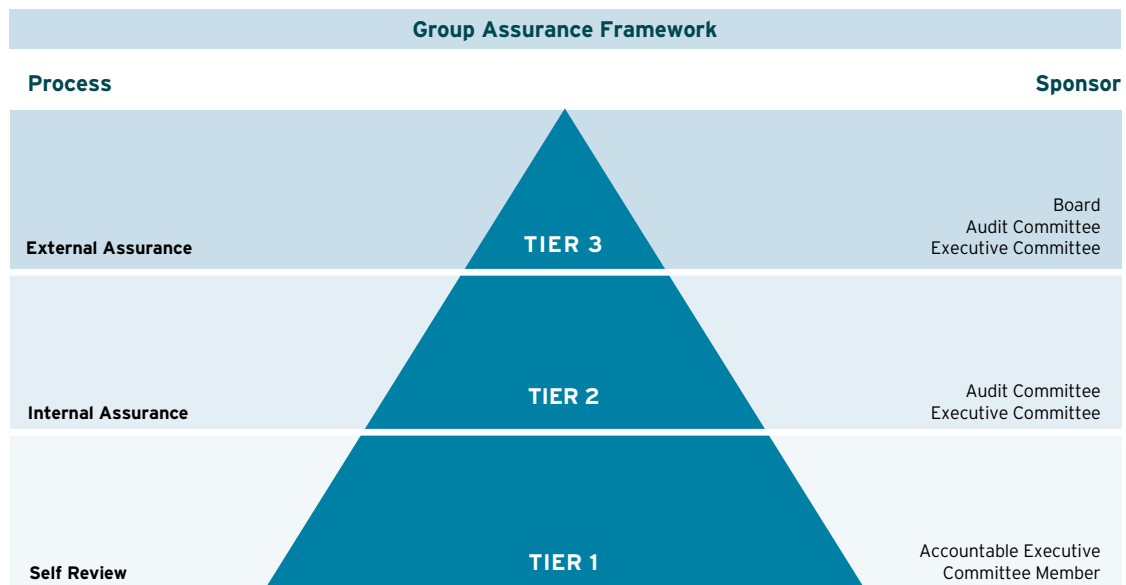 Group Assurance Framework
Process
Sponsor
External Assurance
TIER 3
Board
Audit Committee
Executive Committee
Internal Assurance
TIER 2
Audit Committee
Executive Committee
Self Review
TIER 1
Accountable Executive
Committee Member